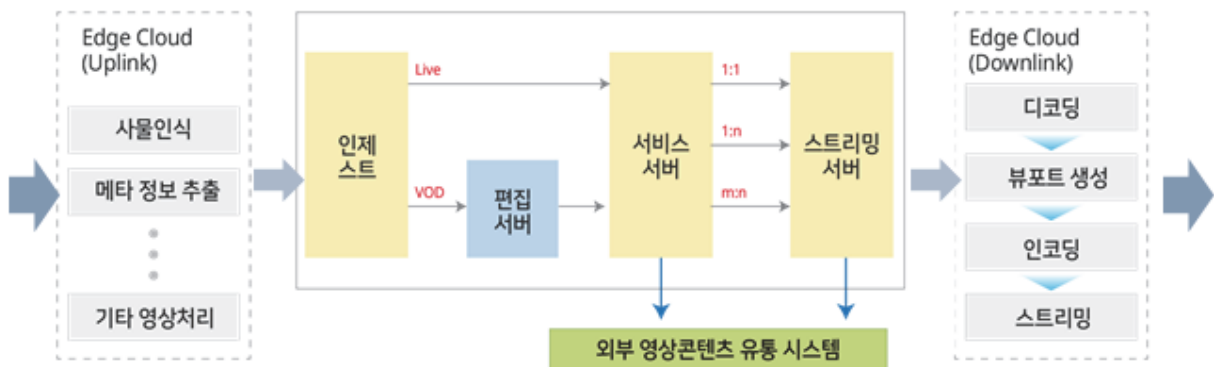 Edge Cloud
(Uplink)
사물인식
메타 정보 추출
기타 영상처리
인제
스트
Live
VOD
편집
서버
서비스
서버
1:1
1:n
m:n
스트리밍
서버
외부 영상콘텐츠 유통 시스템
Edge Cloud
(Downlink)
디코딩
뷰포트 생성
인코딩
스트리밍